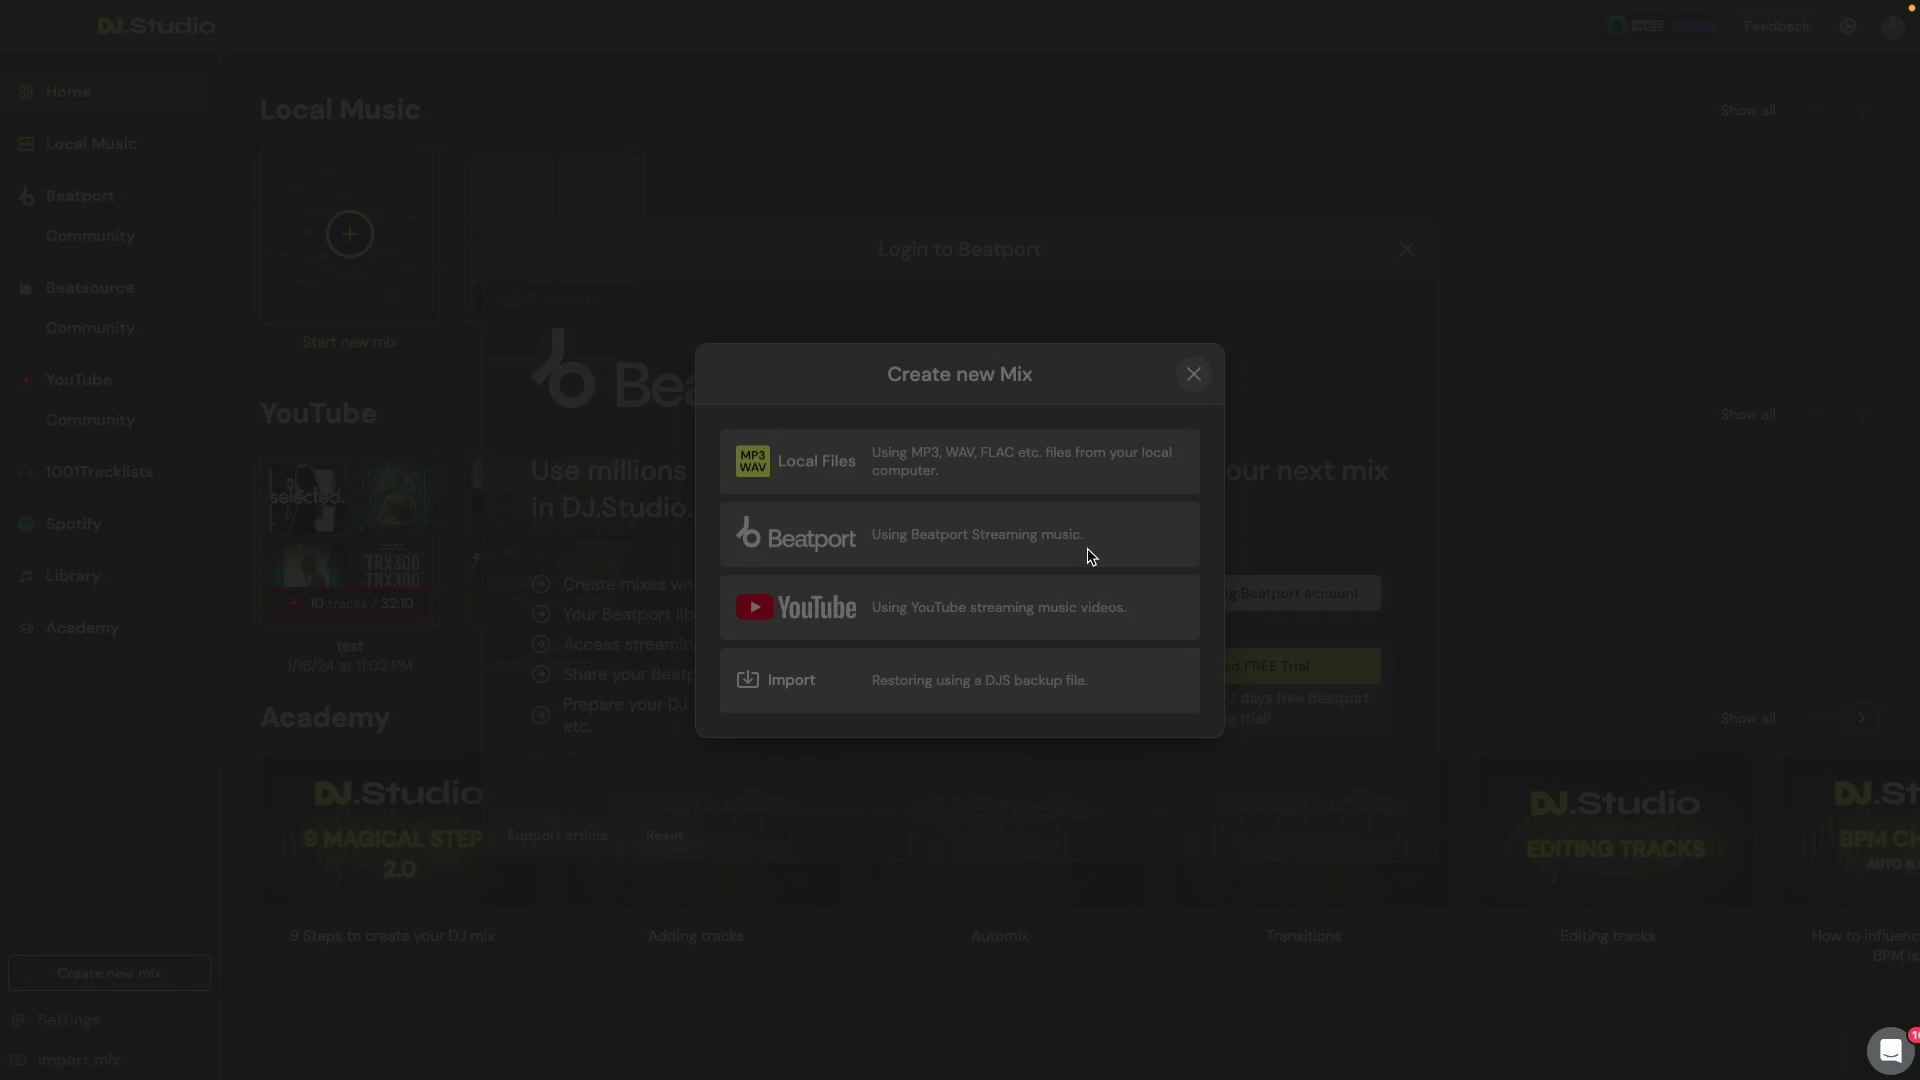 DJ.Studio
Feedback
Home
Local Music
Beatport
Community
Beatsource
Community
YouTube
Community
1001Tracklists
Spotify
Library
Academy
Create new mix
Settings
Import mix
Local Music
Show all
Start new mix
YouTube
Show all
selected.
TRX300
TRX300
10 tracks / 32:10
test
1/16/24 at 11:02 PM
Academy
Show all
DJ.Studio
9 MAGICAL STEP
2.0
9 Steps to create your DJ mix
Adding tracks
Automix
Transitions
DJ.Studio
EDITING TRACKS
Editing tracks
DJ.St
BPM CH
AUTO &
How to influenc
BPM is
Login to Beatport
Bea
Use millions
our next mix
in DJ.Studio.
Create mixes wit
Your Beatport lib
Access streamin
Share your Beatp
Prepare your DJ
etc.
g Beatport account
ed FREE Trial
0 days free Beatport
g trial!
Support article
Reset
Create new Mix
MP3
WAV
Local Files
Using MP3, WAV, FLAC etc. files from your local
computer.
Beatport
Using Beatport Streaming music.
YouTube
Using YouTube streaming music videos.
Import
Restoring using a DJS backup file.